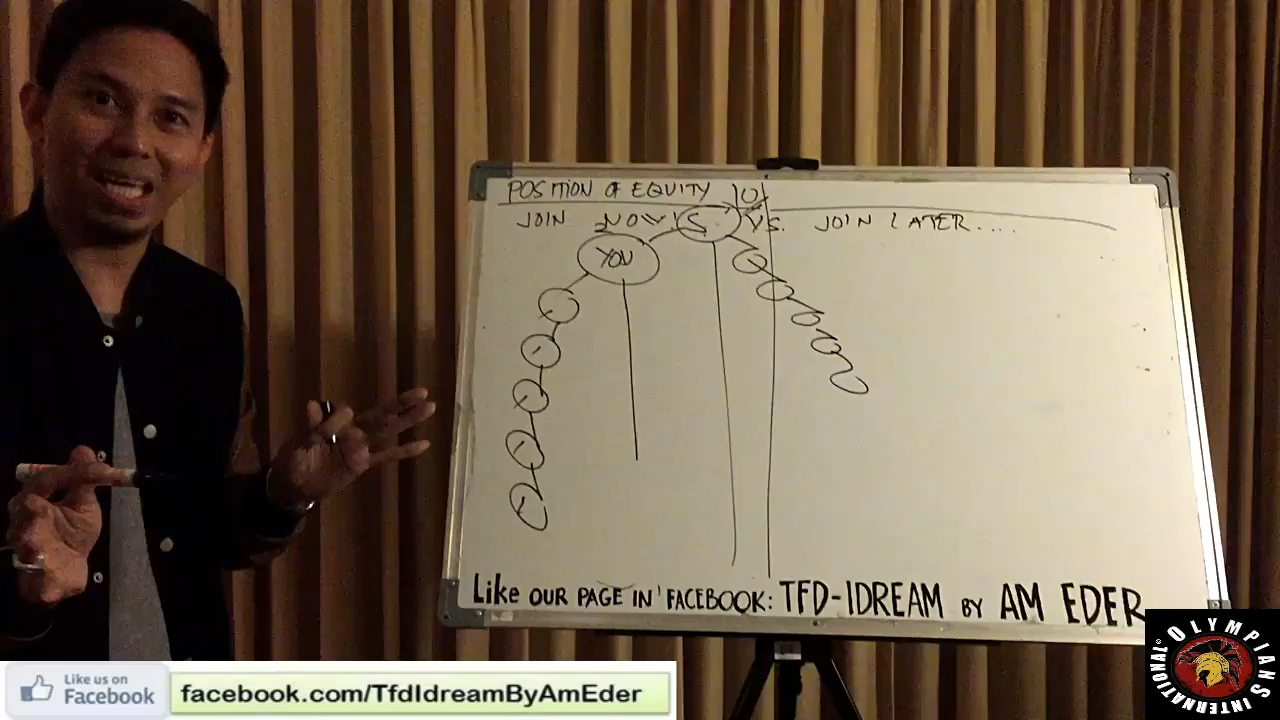 POSITION OF EQUITY
JOIN NOW! VS. JOIN LATER....
S
YOU
Like OUR PAGE IN FACEBOOK: TFD-IDREAM BY AM EDER
Like us on
Facebook
facebook.com/TfdIdreamByAmEder
OLYMPIANS
INTERNATIONAL